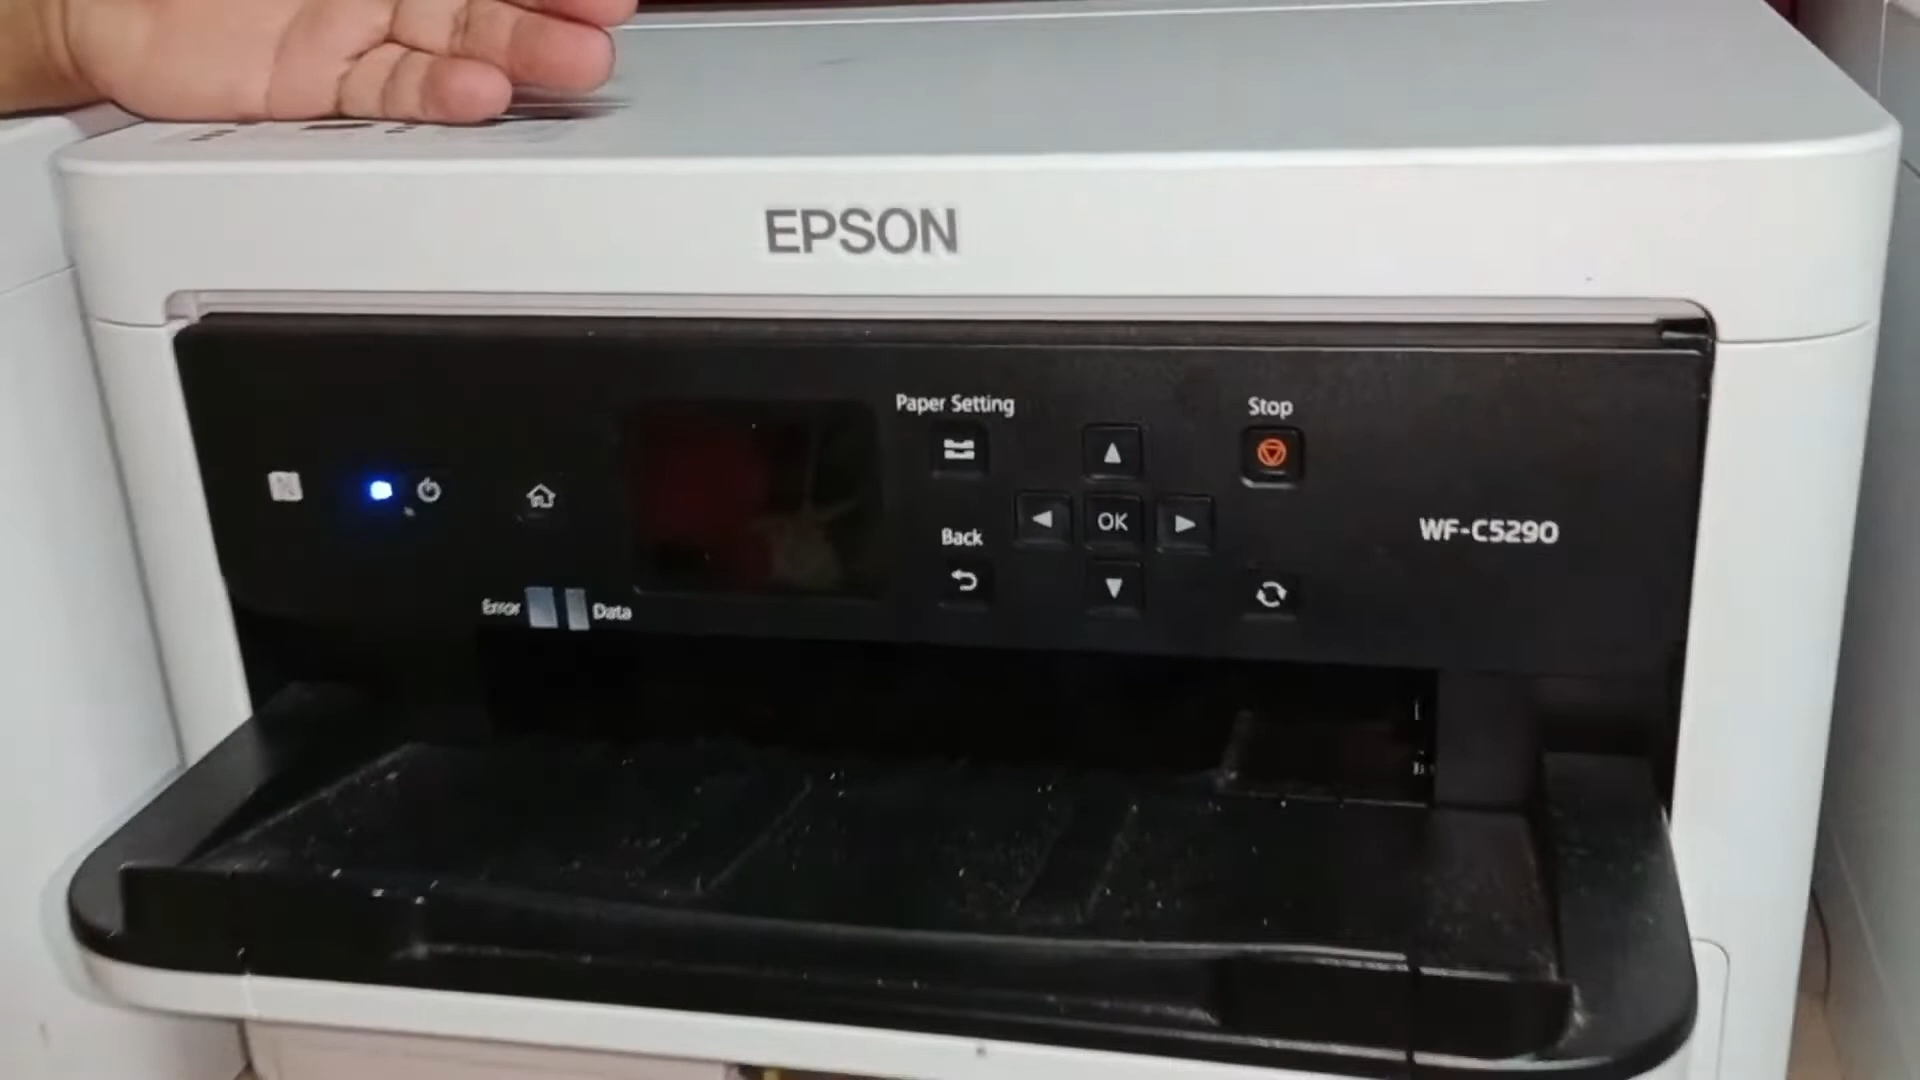 EPSON
Paper Setting
Stop
OK
Back
WF-C5290
Error
Data